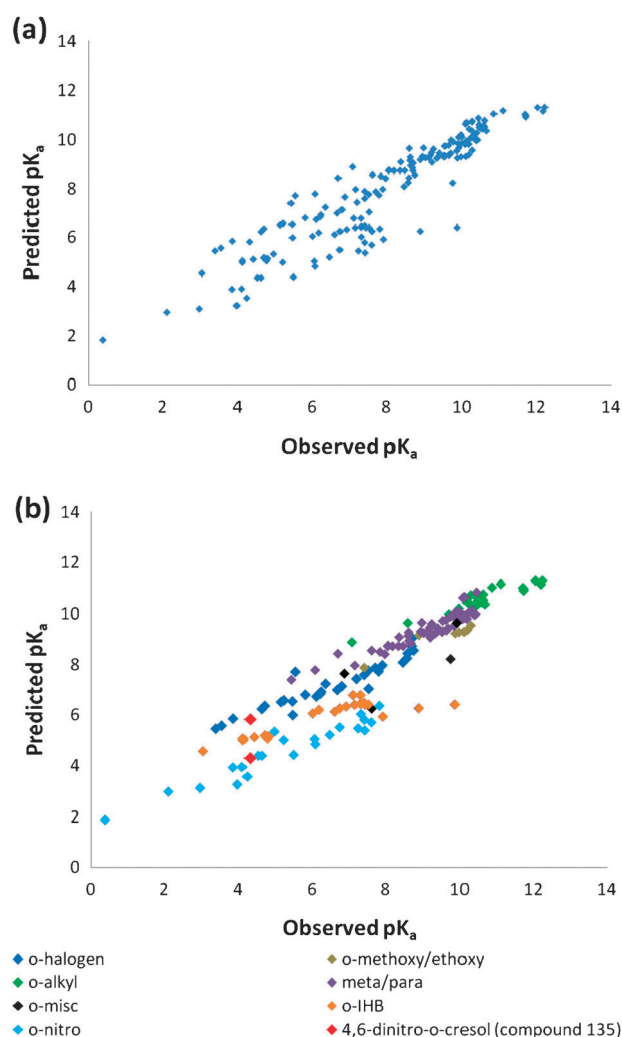 (a)
14
12
10
8
6
4
2
0
Predicted pKa
0 2 4 6 8 10 12 14
Observed pKa
(b)
14
12
10
8
6
4
2
0
Predicted pKa
0 2 4 6 8 10 12 14
Observed pKa
o-halogen o-methoxy/ethoxy
o-alkyl meta/para
o-misc o-IHB
o-nitro 4,6-dinitro-o-cresol (compound 135)